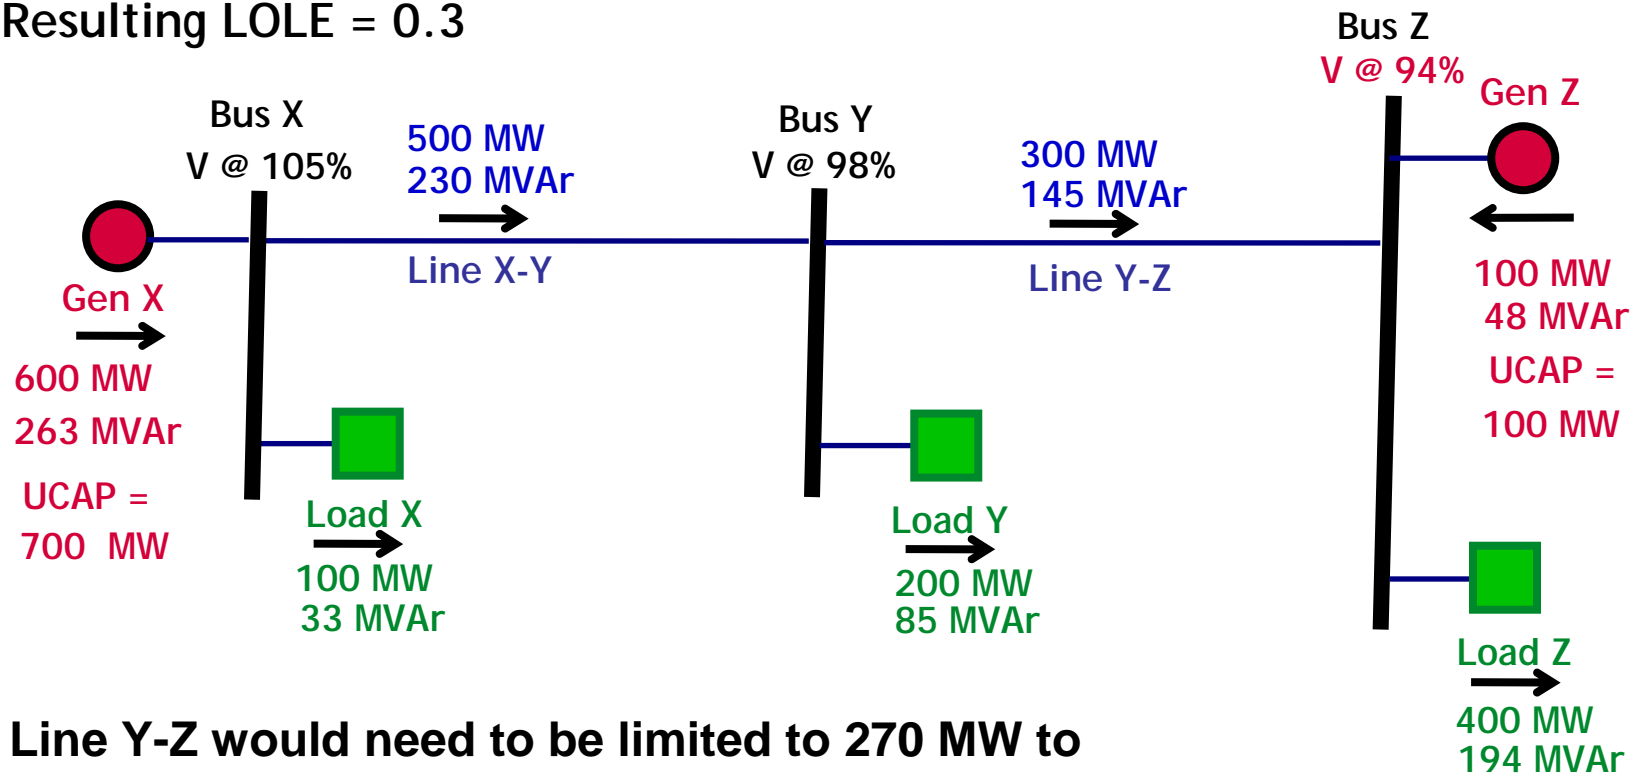 Resulting LOLE = 0.3
Bus X
V @ 105%
500 MW
230 MVAr
Line X-Y
Gen X
600 MW
263 MVAr
UCAP =
700 MW
Load X
100 MW
33 MVAr
Bus Y
V @ 98%
300 MW
145 MVAr
Line Y-Z
Load Y
200 MW
85 MVAr
Bus Z
V @ 94%
Gen Z
100 MW
48 MVAr
UCAP =
100 MW
Load Z
400 MW
194 MVAr
Line Y-Z would need to be limited to 270 MW to